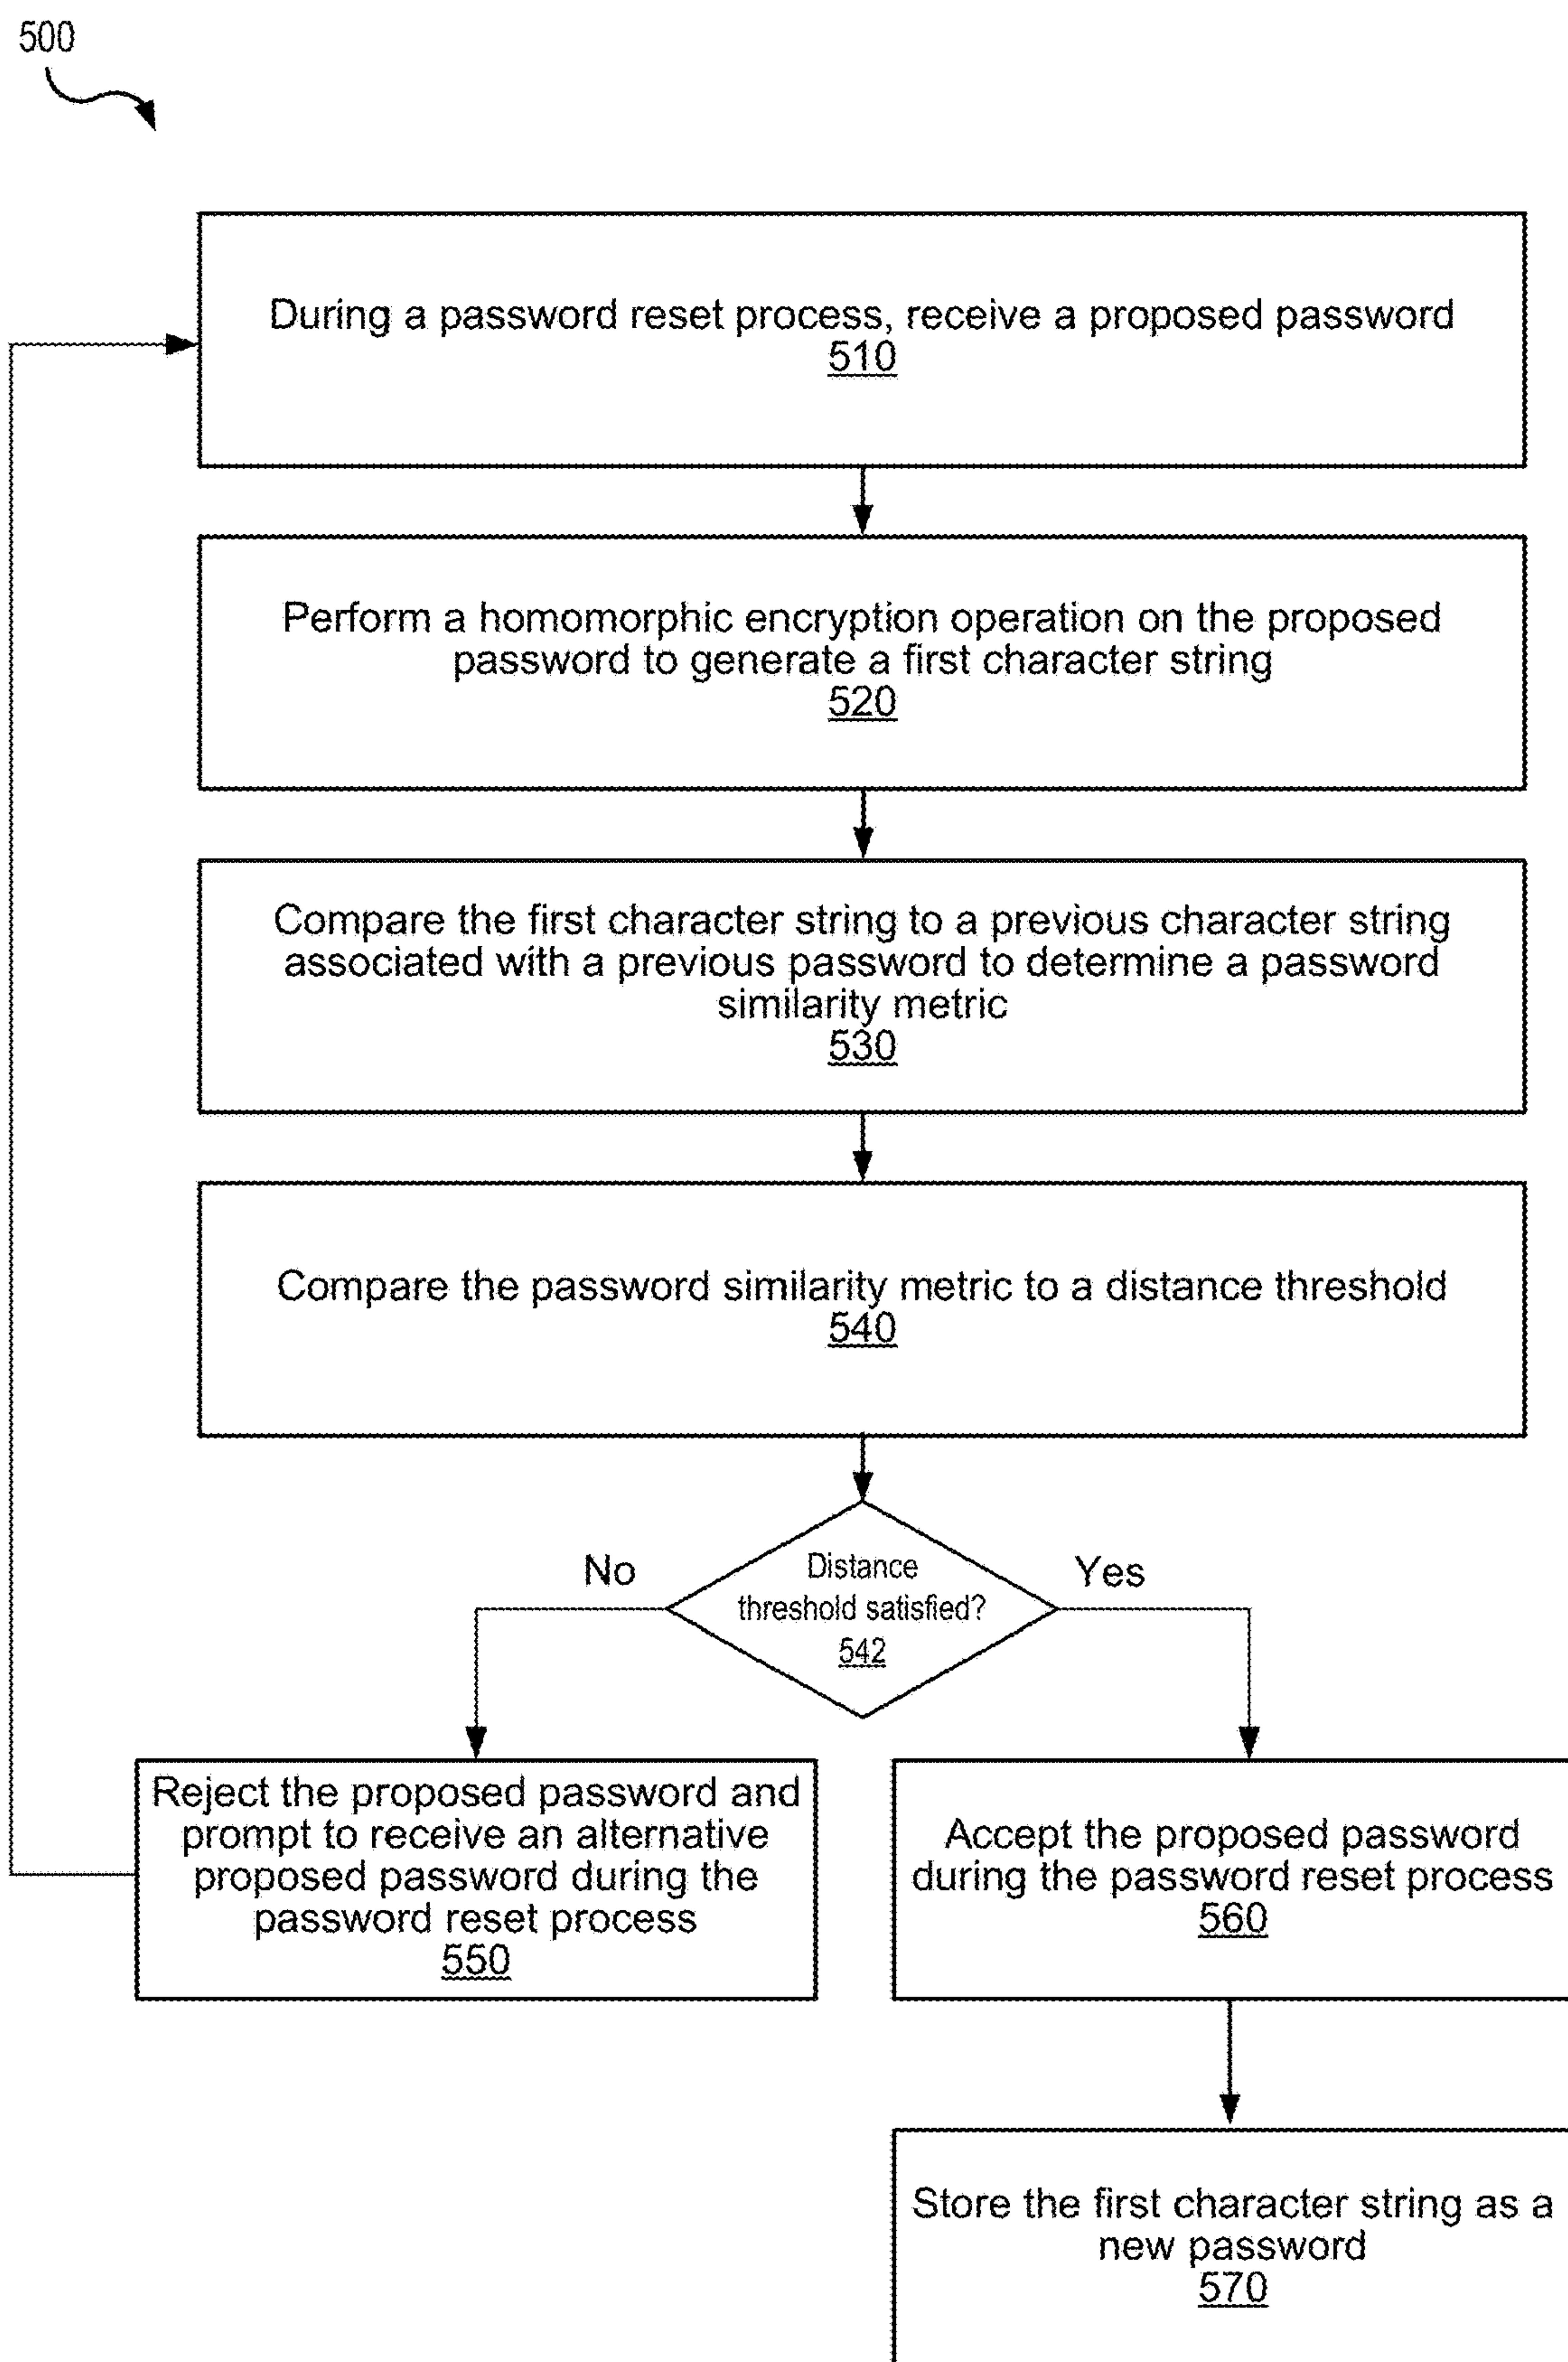 500
During a password reset process, receive a proposed password
510
Perform a homomorphic encryption operation on the proposed
password to generate a first character string
520
Compare the first character string to a previous character string
associated with a previous password to determine a password
similarity metric
530
Compare the password similarity metric to a distance threshold
540
Distance
threshold satisfied?
542
No
Yes
Reject the proposed password and
prompt to receive an alternative
proposed password during the
password reset process
550
Accept the proposed password
during the password reset process
560
Store the first character string as a
new password
570